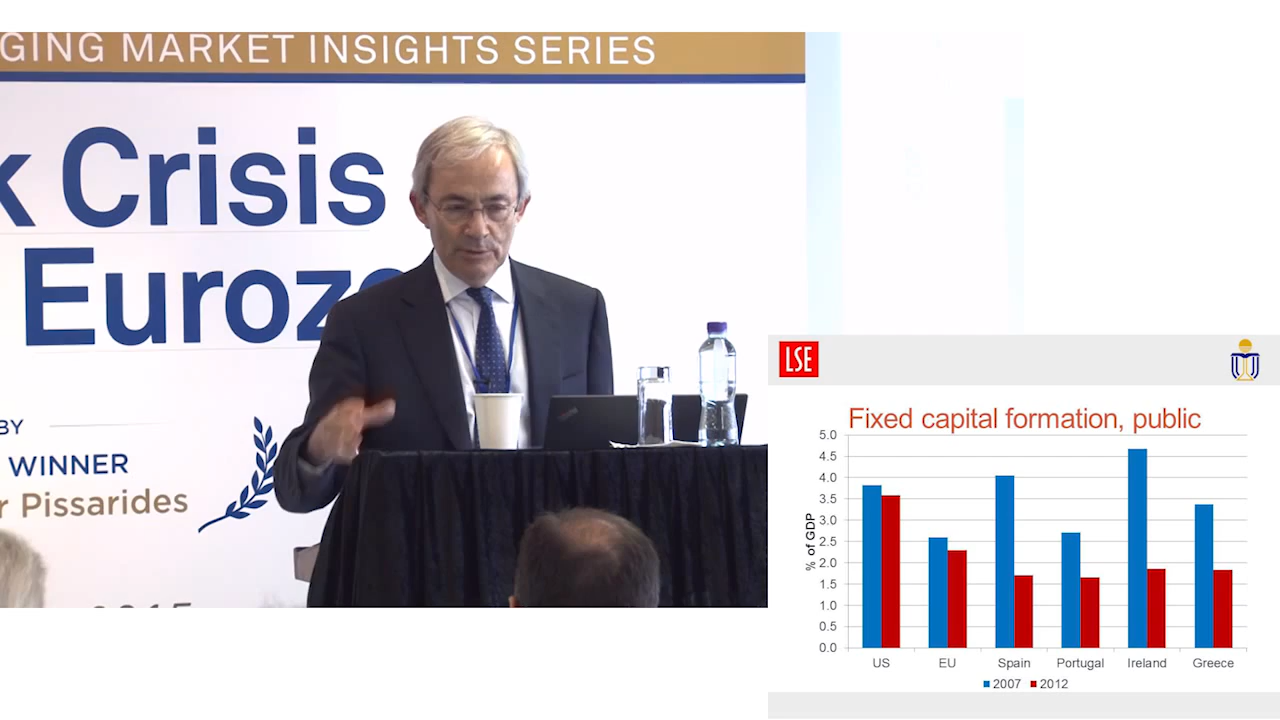 GING MARKET INSIGHTS SERIES
k Crisis
Euroz
BY
WINNER
r Pissarides
2015
LSE
Fixed capital formation, public
% of GDP
5.0
4.5
4.0
3.5
3.0
2.5
2.0
1.5
1.0
0.5
0.0
US EU Spain Portugal Ireland Greece
2007 2012